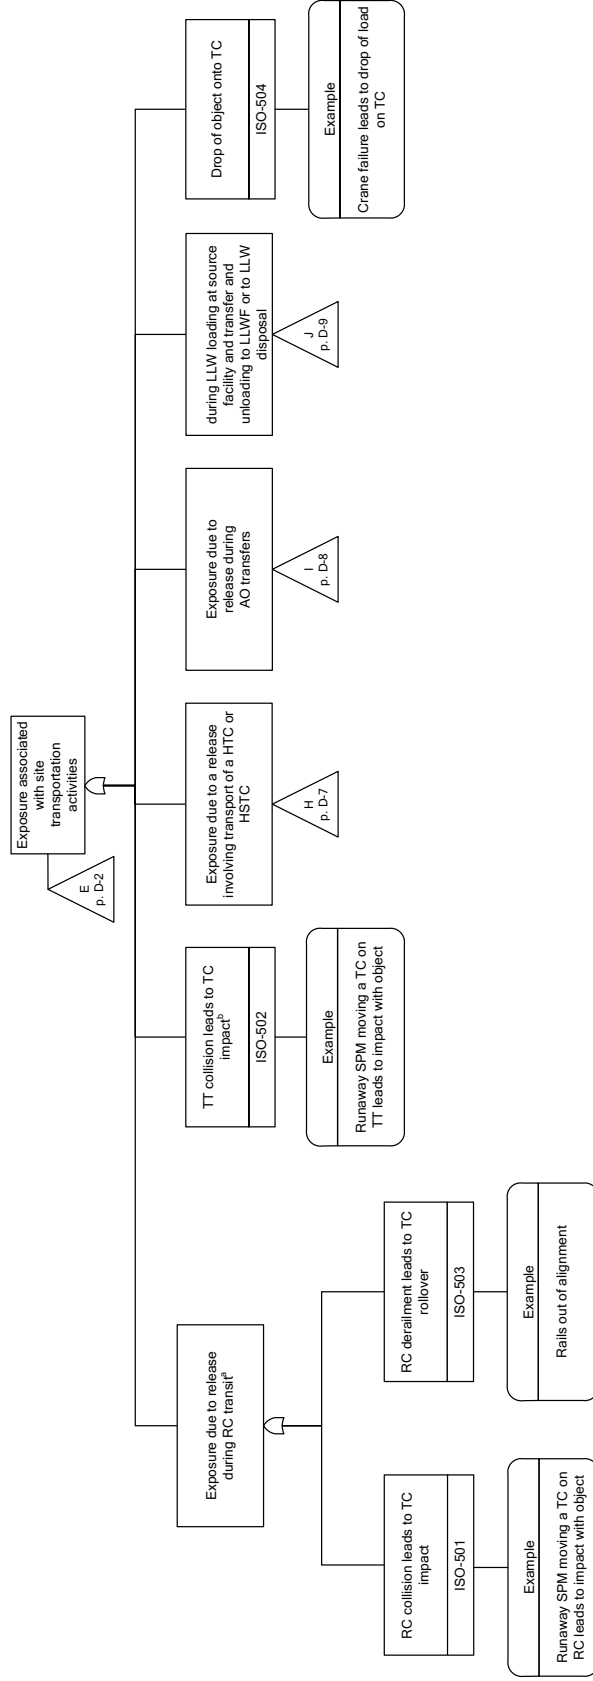 Exposure associated
with site
transportation
activities
E
p. D-2
Exposure due to release
during RC transitᵃ
TT collision leads to TC
impactᵇ
ISO-502
Example
Runaway SPM moving a TC on
TT leads to impact with object
Exposure due to a release
involving transport of a HTC or
HSTC
H
p. D-7
Exposure due to
release during
AO transfers
I
p. D-8
during LLW loading at source
facility and transfer and
unloading to LLWF or to LLW
disposal
J
p. D-9
Drop of object onto TC
ISO-504
Example
Crane failure leads to drop of load
on TC
RC collision leads to TC
impact
ISO-501
Example
Runaway SPM moving a TC on
RC leads to impact with object
RC derailment leads to TC
rollover
ISO-503
Example
Rails out of alignment